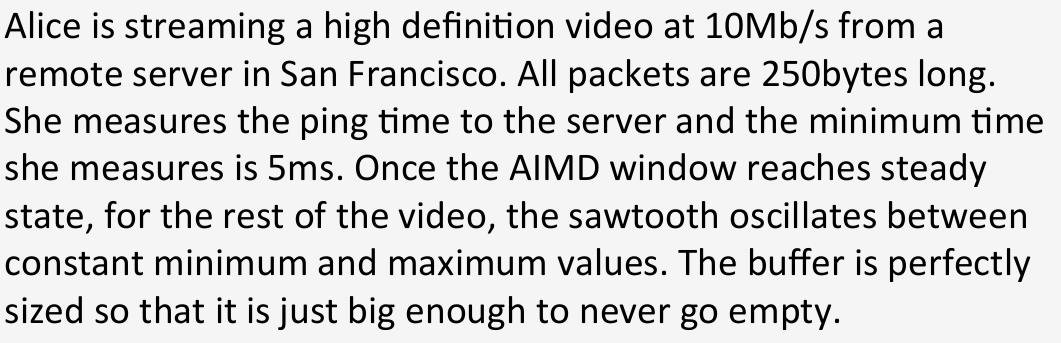 Alice is streaming a high definition video at 10Mb/s from a
remote server in San Francisco. All packets are 250bytes long.
She measures the ping time to the server and the minimum time
she measures is 5ms. Once the AIMD window reaches steady
state, for the rest of the video, the sawtooth oscillates between
constant minimum and maximum values. The buffer is perfectly
sized so that it is just big enough to never go empty.